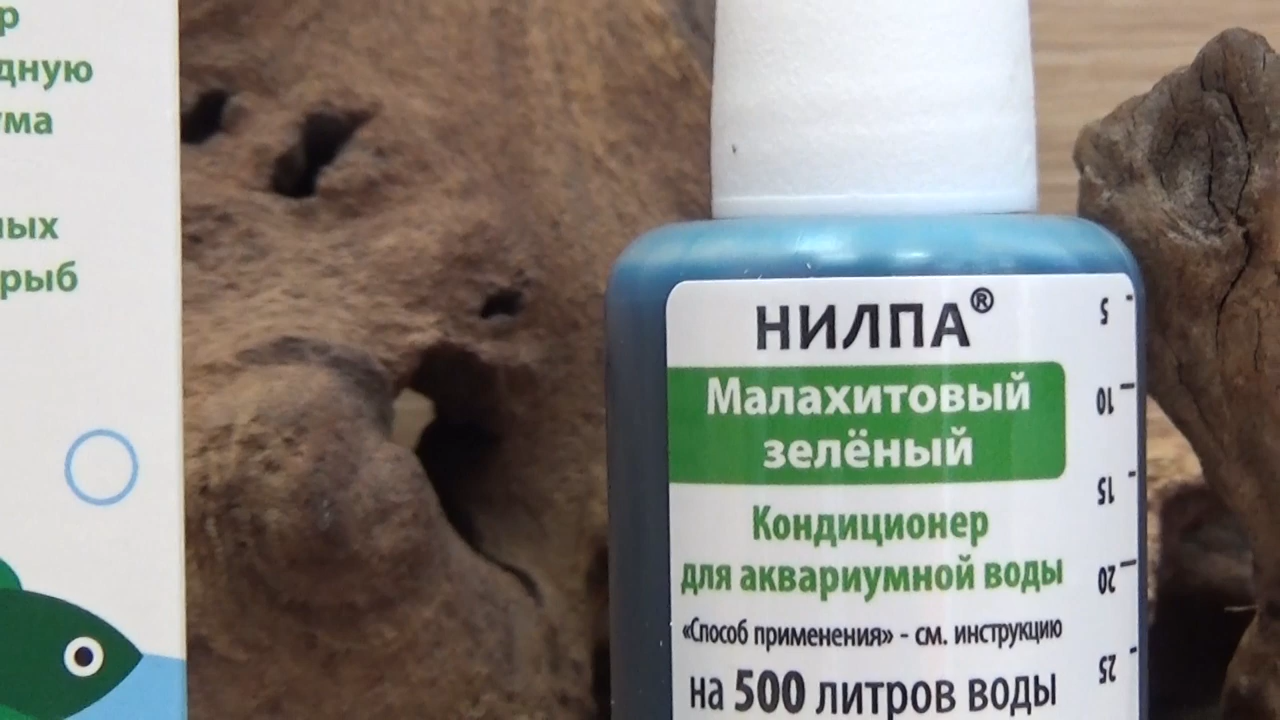 ума
ных
рыб
НИЛПА®
Малахитовый
зелёный
Кондиционер
для аквариумной воды
«Способ применения» - см. инструкцию
на 500 литров воды
5
10
15
20
25